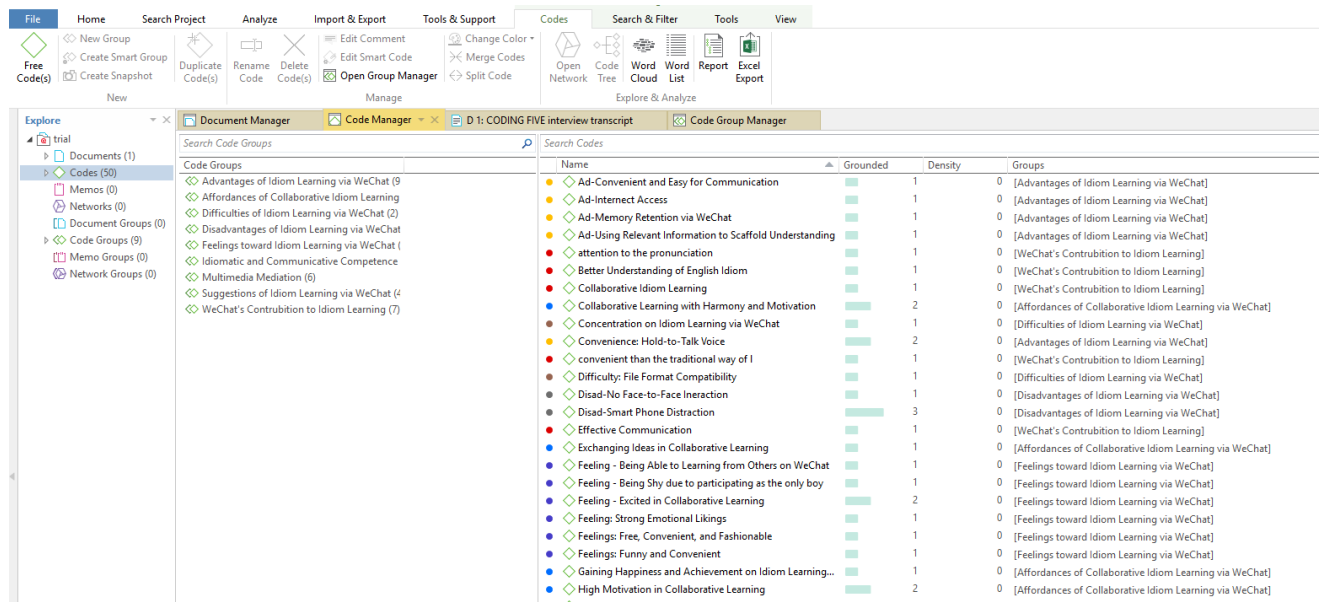 File Home Search Project Analyze Import & Export Tools & Support Codes Search & Filter Tools View
Free Code(s)
New Group
Create Smart Group
Create Snapshot
New
Duplicate Code(s)
Rename Code
Delete Code(s)
Edit Comment
Edit Smart Code
Open Group Manager
Change Color
Merge Codes
Split Code
Manage
Open Network
Code Tree
Word Cloud
Word List
Report
Excel Export
Explore & Analyze
Explore
trial
Documents (1)
Codes (50)
Memos (0)
Networks (0)
Document Groups (0)
Code Groups (9)
Memo Groups (0)
Network Groups (0)
Document Manager Code Manager D 1: CODING FIVE interview transcript Code Group Manager
Search Code Groups
Code Groups
Advantages of Idiom Learning via WeChat (9
Affordances of Collaborative Idiom Learning
Difficulties of Idiom Learning via WeChat (2)
Disadvantages of Idiom Learning via WeChat
Feelings toward Idiom Learning via WeChat (
Idiomatic and Communicative Competence
Multimedia Mediation (6)
Suggestions of Idiom Learning via WeChat (4
WeChat's Contrubition to Idiom Learning (7)
Search Codes
Name Grounded Density Groups
Ad-Convenient and Easy for Communication 1 0 [Advantages of Idiom Learning via WeChat]
Ad-Internect Access 1 0 [Advantages of Idiom Learning via WeChat]
Ad-Memory Retention via WeChat 1 0 [Advantages of Idiom Learning via WeChat]
Ad-Using Relevant Information to Scaffold Understanding 1 0 [Advantages of Idiom Learning via WeChat]
attention to the pronunciation 1 0 [WeChat's Contrubition to Idiom Learning]
Better Understanding of English Idiom 1 0 [WeChat's Contrubition to Idiom Learning]
Collaborative Idiom Learning 1 0 [WeChat's Contrubition to Idiom Learning]
Collaborative Learning with Harmony and Motivation 2 0 [Affordances of Collaborative Idiom Learning via WeChat]
Concentration on Idiom Learning via WeChat 1 0 [Difficulties of Idiom Learning via WeChat]
Convenience: Hold-to-Talk Voice 2 0 [Advantages of Idiom Learning via WeChat]
convenient than the traditional way of l 1 0 [WeChat's Contrubition to Idiom Learning]
Difficulty: File Format Compatibility 1 0 [Difficulties of Idiom Learning via WeChat]
Disad-No Face-to-Face Ineraction 1 0 [Disadvantages of Idiom Learning via WeChat]
Disad-Smart Phone Distraction 3 0 [Disadvantages of Idiom Learning via WeChat]
Effective Communication 1 0 [WeChat's Contrubition to Idiom Learning]
Exchanging Ideas in Collaborative Learning 1 0 [Affordances of Collaborative Idiom Learning via WeChat]
Feeling - Being Able to Learning from Others on WeChat 1 0 [Feelings toward Idiom Learning via WeChat]
Feeling - Being Shy due to participating as the only boy 1 0 [Feelings toward Idiom Learning via WeChat]
Feeling - Excited in Collaborative Learning 2 0 [Feelings toward Idiom Learning via WeChat]
Feeling: Strong Emotional Likings 1 0 [Feelings toward Idiom Learning via WeChat]
Feelings: Free, Convenient, and Fashionable 1 0 [Feelings toward Idiom Learning via WeChat]
Feelings: Funny and Convenient 1 0 [Feelings toward Idiom Learning via WeChat]
Gaining Happiness and Achievement on Idiom Learning... 1 0 [Affordances of Collaborative Idiom Learning via WeChat]
High Motivation in Collaborative Learning 2 0 [Affordances of Collaborative Idiom Learning via WeChat]